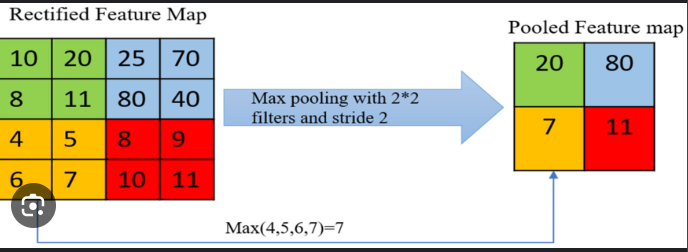 Rectified Feature Map
Pooled Feature map
10 20 25 70
8 11 80 40
4 5 8 9
6 7 10 11
Max pooling with 2*2
filters and stride 2
20 80
7 11
Max(4,5,6,7)=7